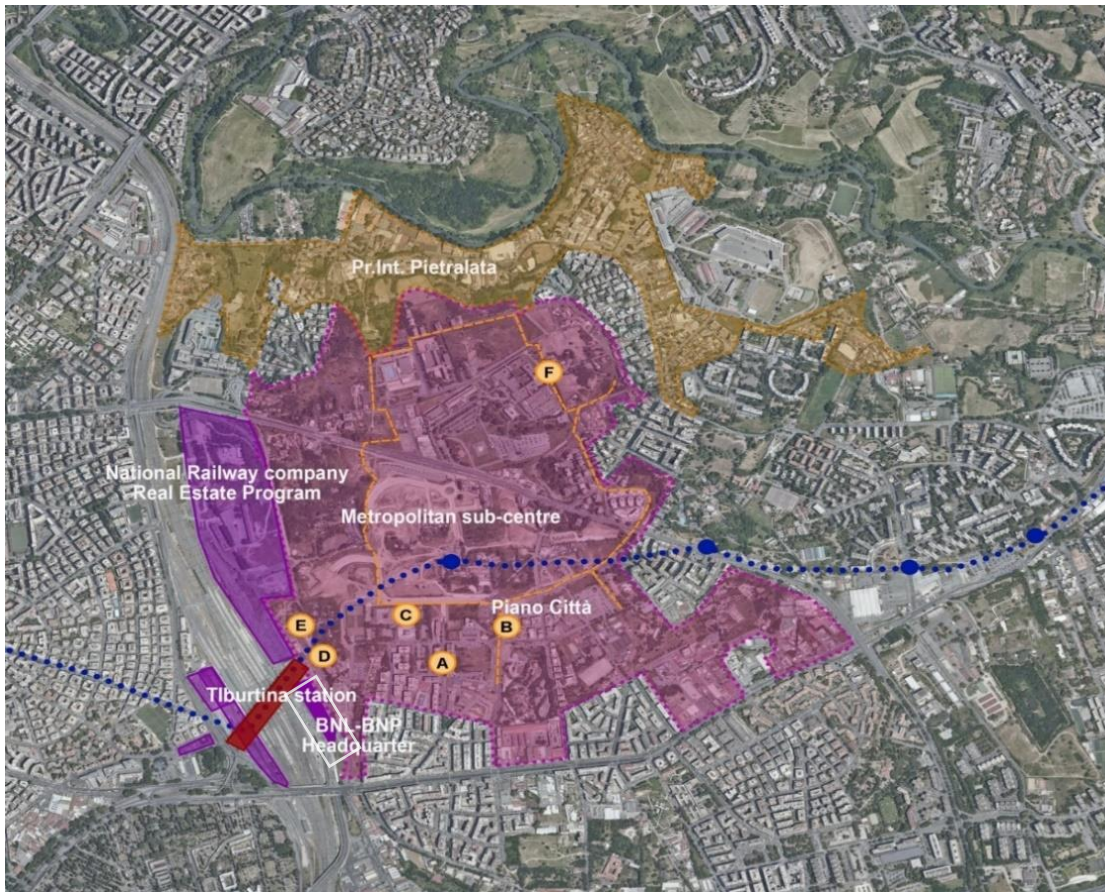 Pr.Int. Pietralata
F
National Railway company
Real Estate Program
Metropolitan sub-centre
Piano Città
C
B
E
D
A
TIburtina station
BNL-BNP
Headquarter